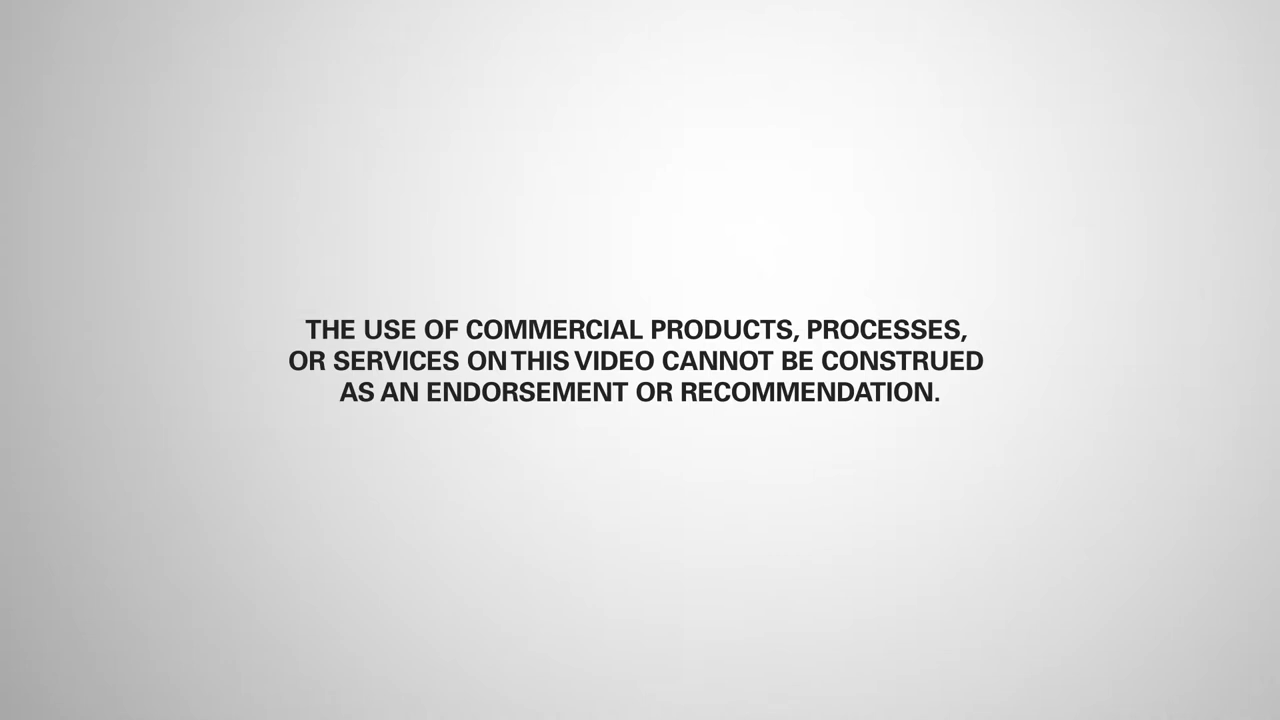 THE USE OF COMMERCIAL PRODUCTS, PROCESSES,
OR SERVICES ON THIS VIDEO CANNOT BE CONSTRUED
AS AN ENDORSEMENT OR RECOMMENDATION.